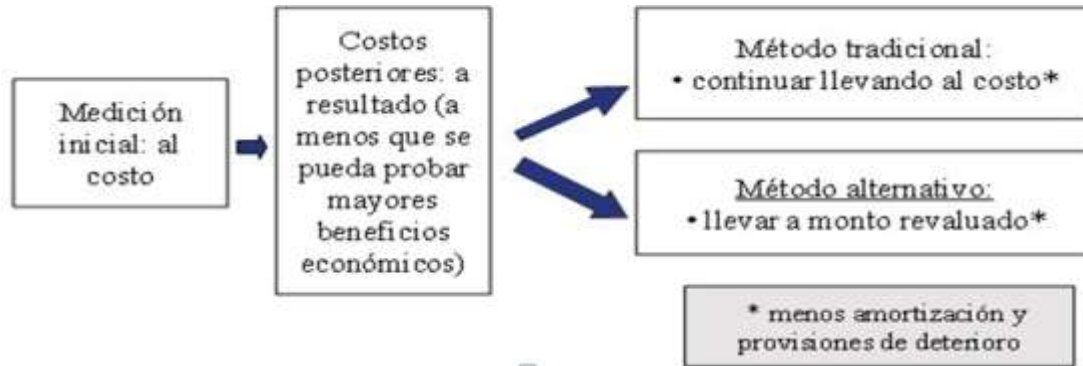 Medición
inicial: al
costo
Costos
posteriores: a
resultado (a
menos que se
pueda probar
mayores
beneficios
económicos)
Método tradicional:
• continuar llevando al costo*
Método alternativo:
• llevar a monto revaluado*
* menos amortización y
provisiones de deterioro